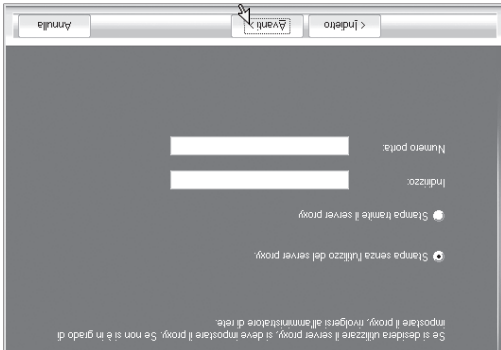 Se si desidera utilizzare il server proxy, si deve impostare il proxy. Se non si è in grado di
impostare il proxy, rivolgersi all'amministratore di rete.
Stampa senza l'utilizzo del server proxy.
Stampa tramite il server proxy
Indirizzo:
Numero porta:
< Indietro
Avanti >
Annulla